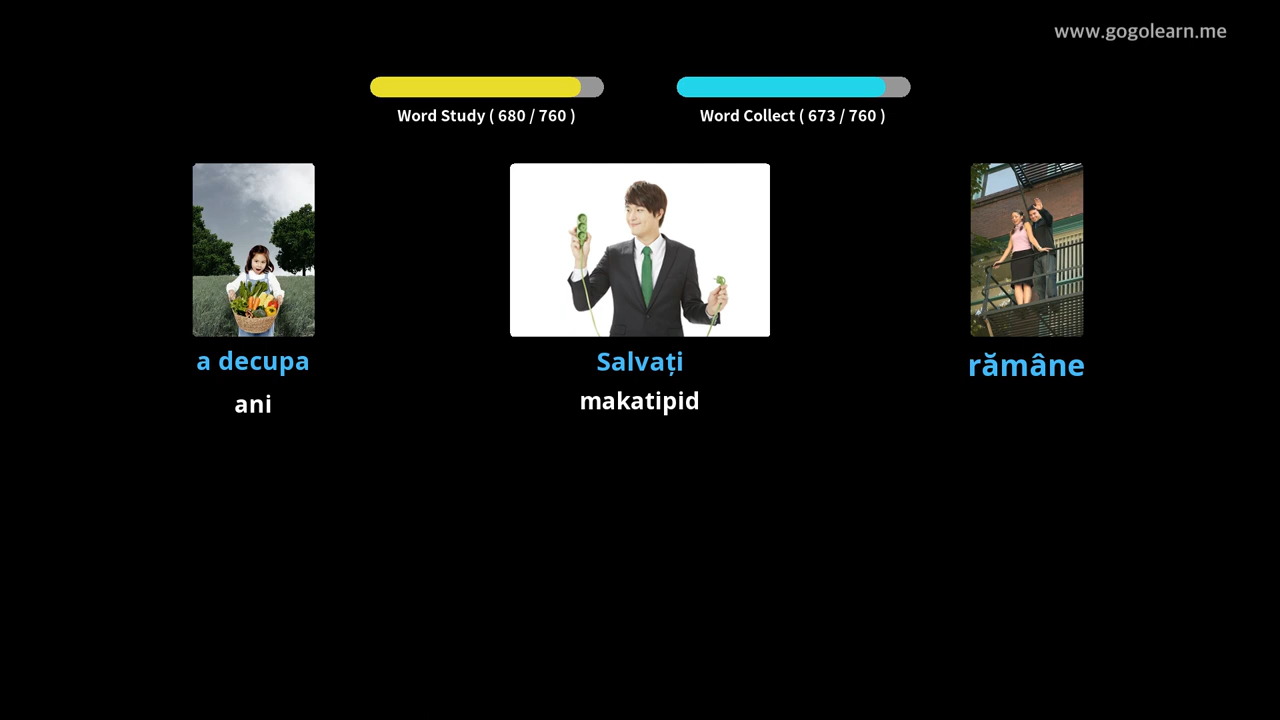 www.gogolearn.me
Word Study ( 680 / 760 )
Word Collect ( 673 / 760 )
a decupa
ani
Salvați
makatipid
rămâne